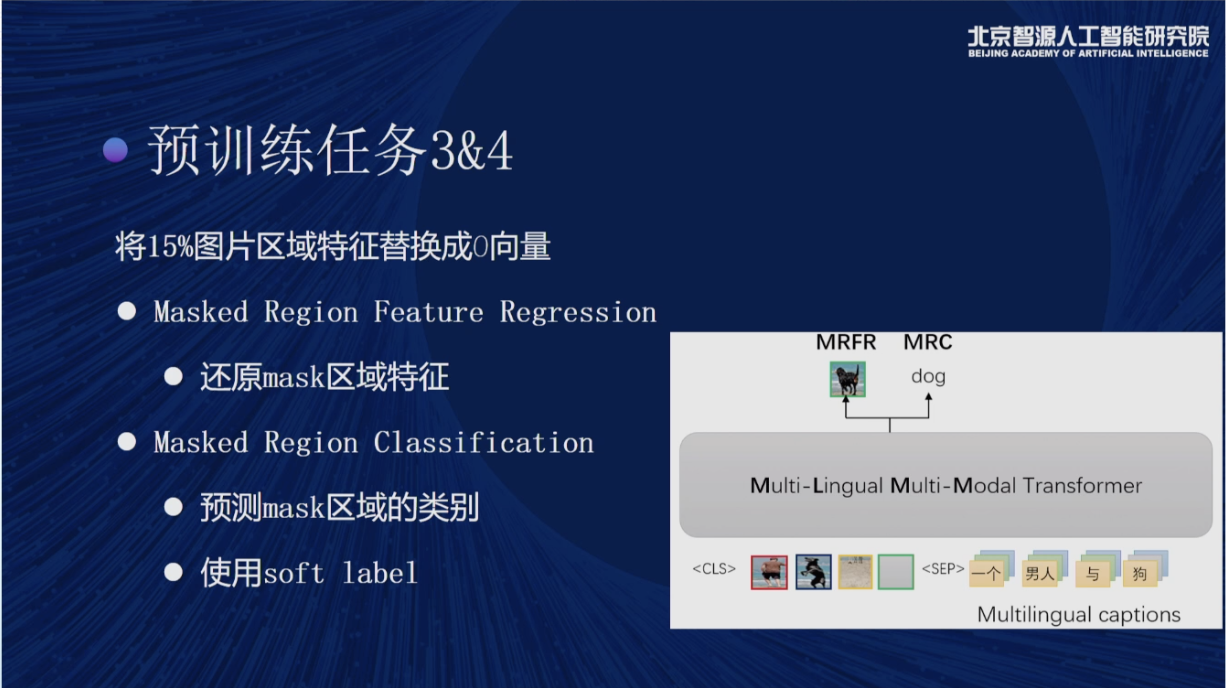 北京智源人工智能研究院
BEIJING ACADEMY OF ARTIFICIAL INTELLIGENCE
预训练任务3&4
将15%图片区域特征替换成0向量
Masked Region Feature Regression
还原mask区域特征
Masked Region Classification
预测mask区域的类别
使用soft label
MRFR MRC
dog
Multi-Lingual Multi-Modal Transformer
<CLS> <SEP> 一个 男人 与 狗
Multilingual captions